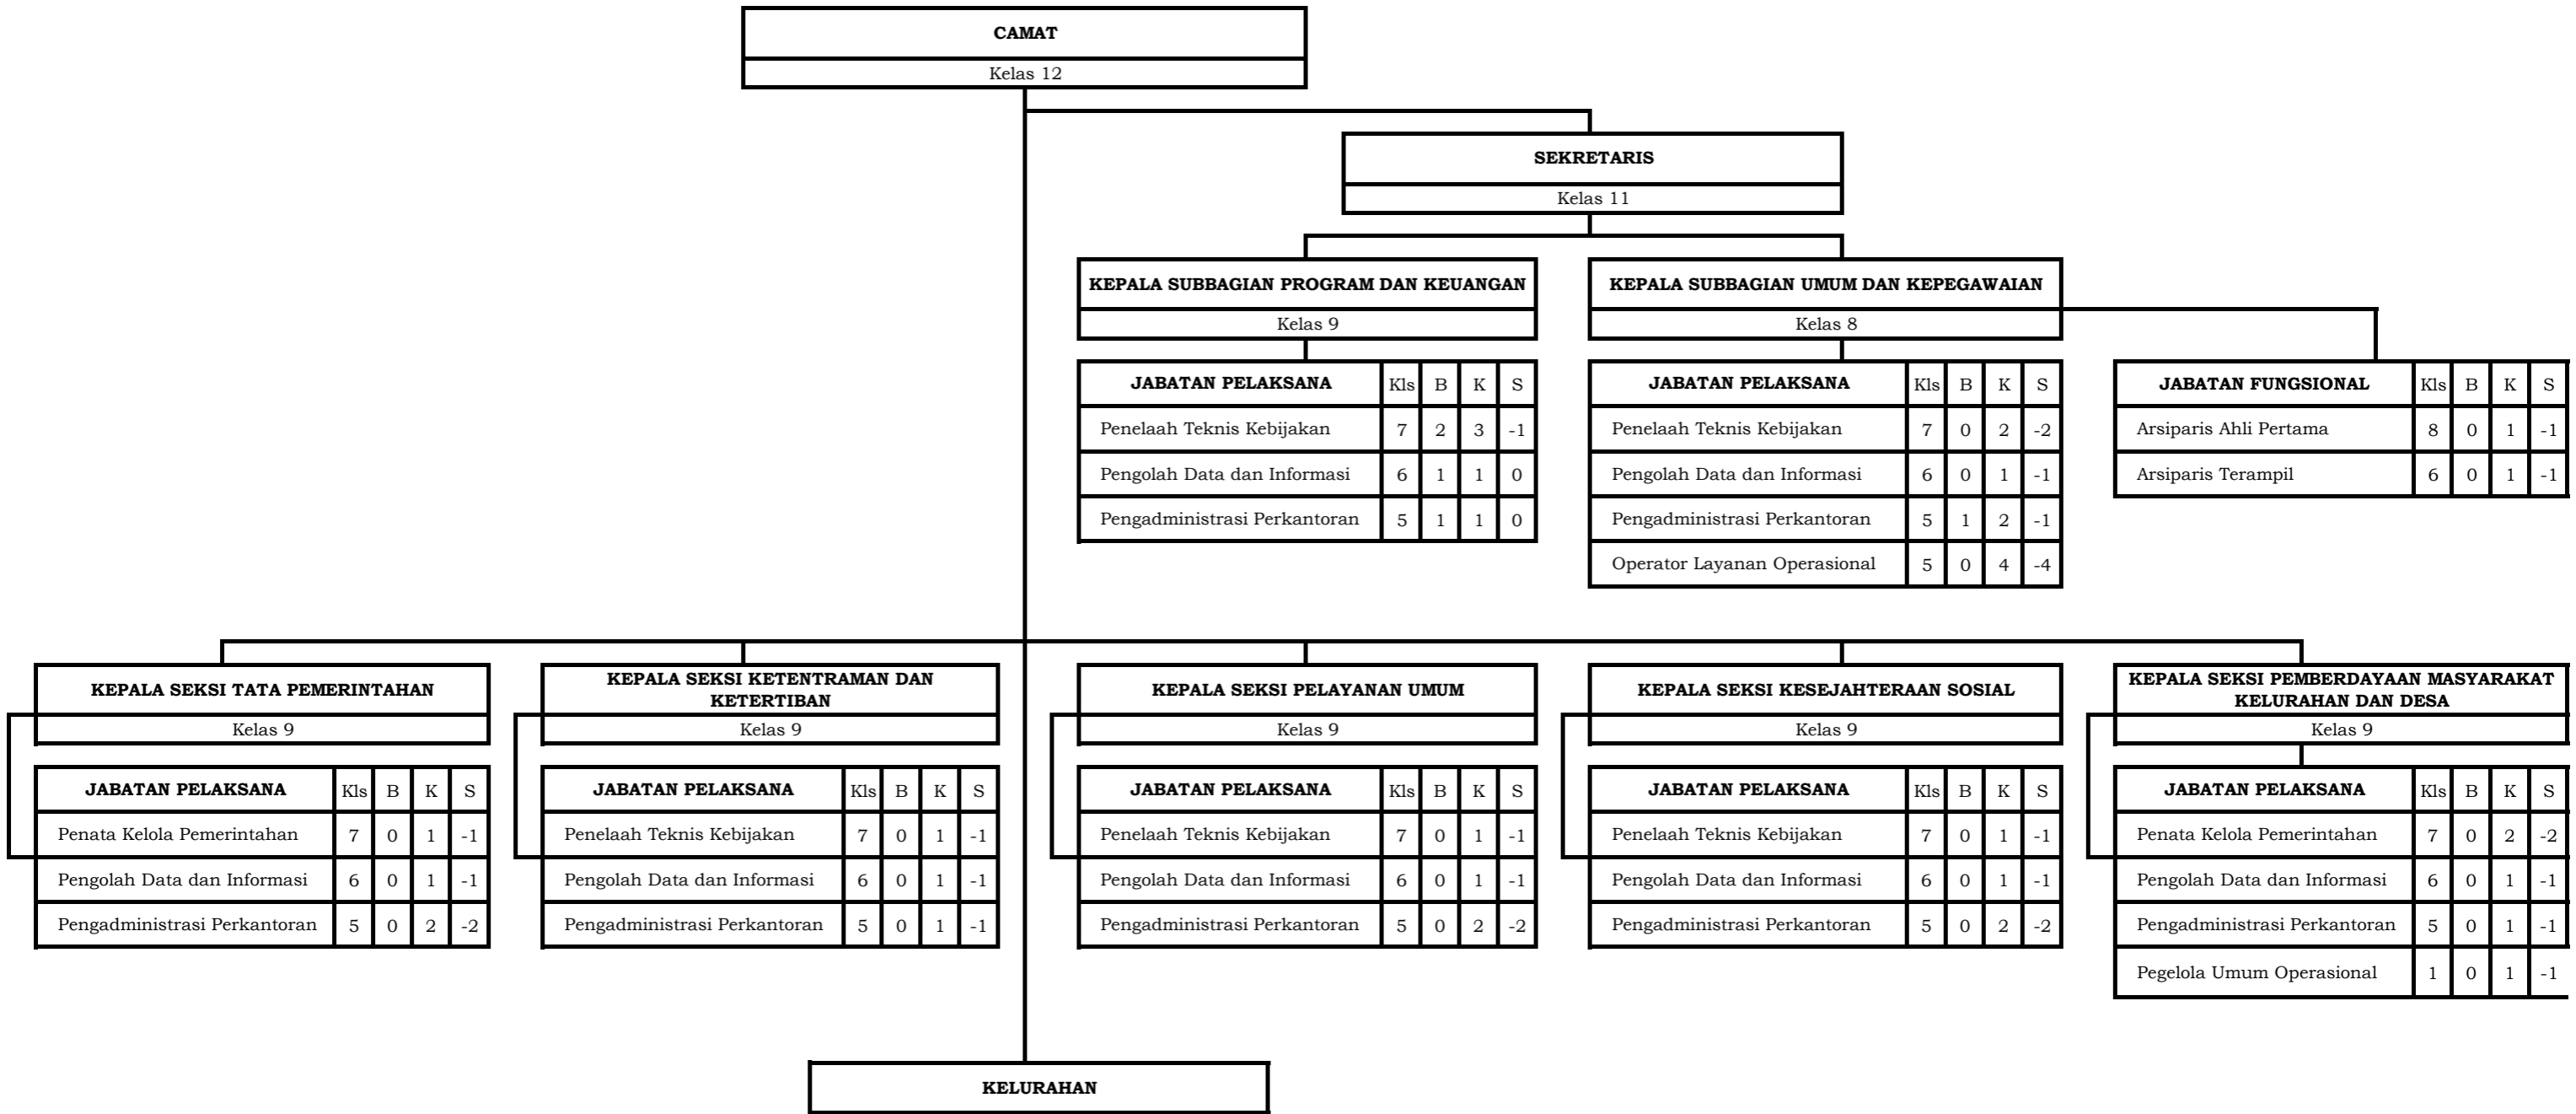 CAMAT
Kelas 12
SEKRETARIS
Kelas 11
KEPALA SUBBAGIAN PROGRAM DAN KEUANGAN
Kelas 9
JABATAN PELAKSANA Kls B K S
Penelaah Teknis Kebijakan 7 2 3 -1
Pengolah Data dan Informasi 6 1 1 0
Pengadministrasi Perkantoran 5 1 1 0
KEPALA SUBBAGIAN UMUM DAN KEPEGAWAIAN
Kelas 8
JABATAN PELAKSANA Kls B K S
Penelaah Teknis Kebijakan 7 0 2 -2
Pengolah Data dan Informasi 6 0 1 -1
Pengadministrasi Perkantoran 5 1 2 -1
Operator Layanan Operasional 5 0 4 -4
JABATAN FUNGSIONAL Kls B K S
Arsiparis Ahli Pertama 8 0 1 -1
Arsiparis Terampil 6 0 1 -1
KEPALA SEKSI TATA PEMERINTAHAN
Kelas 9
JABATAN PELAKSANA Kls B K S
Penata Kelola Pemerintahan 7 0 1 -1
Pengolah Data dan Informasi 6 0 1 -1
Pengadministrasi Perkantoran 5 0 2 -2
KEPALA SEKSI KETENTRAMAN DAN
KETERTIBAN
Kelas 9
JABATAN PELAKSANA Kls B K S
Penelaah Teknis Kebijakan 7 0 1 -1
Pengolah Data dan Informasi 6 0 1 -1
Pengadministrasi Perkantoran 5 0 1 -1
KEPALA SEKSI PELAYANAN UMUM
Kelas 9
JABATAN PELAKSANA Kls B K S
Penelaah Teknis Kebijakan 7 0 1 -1
Pengolah Data dan Informasi 6 0 1 -1
Pengadministrasi Perkantoran 5 0 2 -2
KEPALA SEKSI KESEJAHTERAAN SOSIAL
Kelas 9
JABATAN PELAKSANA Kls B K S
Penelaah Teknis Kebijakan 7 0 1 -1
Pengolah Data dan Informasi 6 0 1 -1
Pengadministrasi Perkantoran 5 0 2 -2
KEPALA SEKSI PEMBERDAYAAN MASYARAKAT
KELURAHAN DAN DESA
Kelas 9
JABATAN PELAKSANA Kls B K S
Penata Kelola Pemerintahan 7 0 2 -2
Pengolah Data dan Informasi 6 0 1 -1
Pengadministrasi Perkantoran 5 0 1 -1
Pegelola Umum Operasional 1 0 1 -1
KELURAHAN